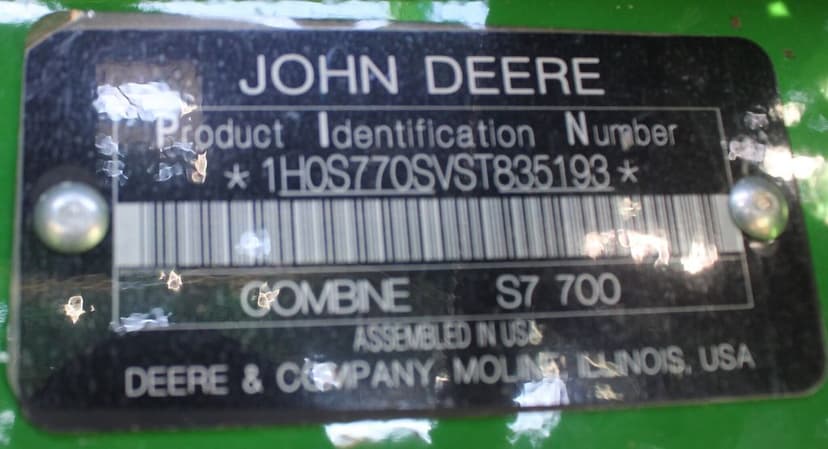 JOHN DEERE
Product Identification Number
*1H0S770SVST835193*
COMBINE S7 700
ASSEMBLED IN USA
DEERE & COMPANY, MOLINE, ILLINOIS, USA